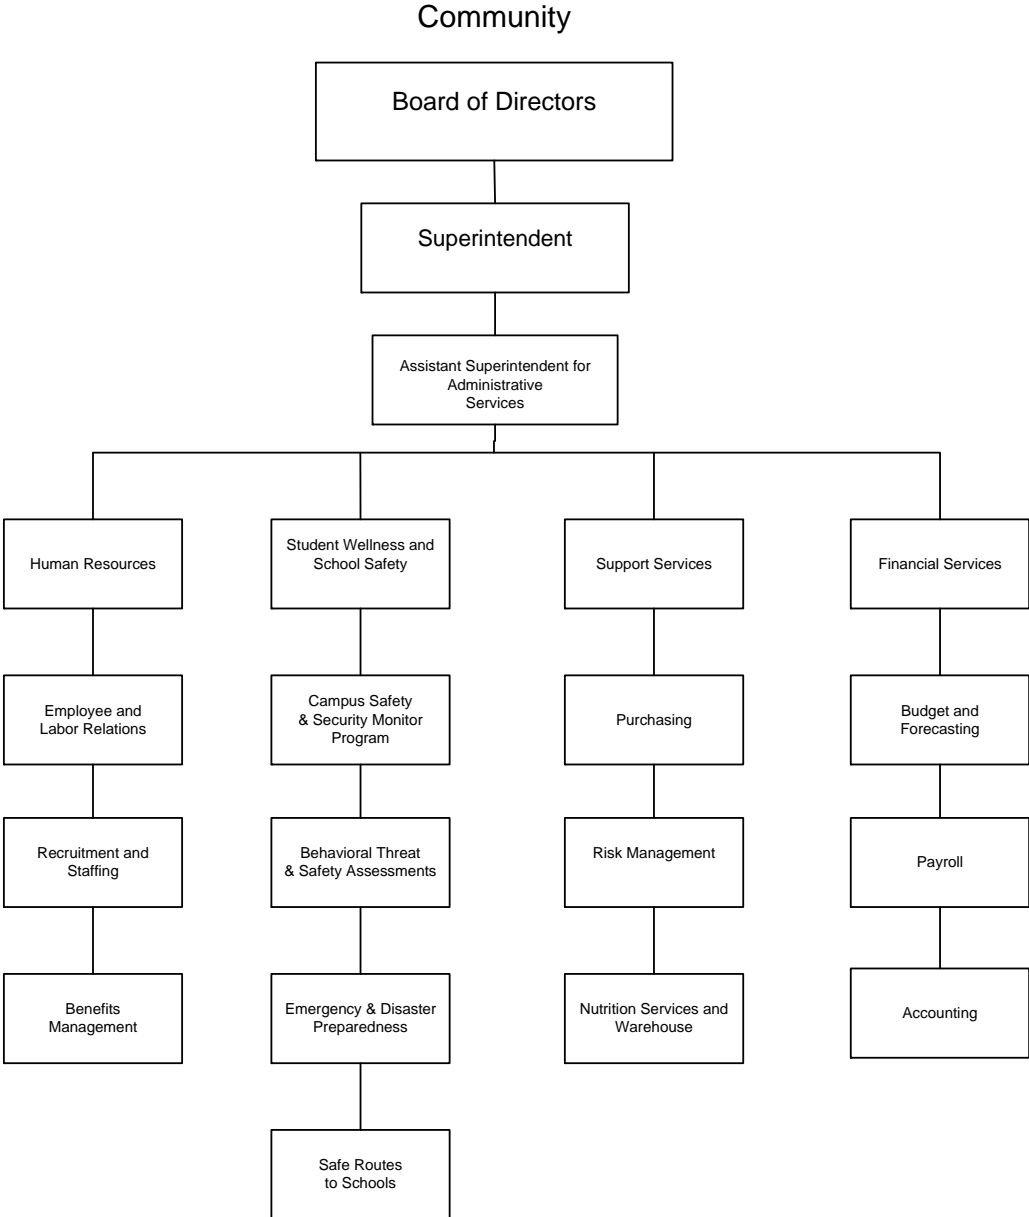 Community
Board of Directors
Superintendent
Assistant Superintendent for
Administrative
Services
Human Resources
Student Wellness and
School Safety
Support Services
Financial Services
Employee and
Labor Relations
Campus Safety
& Security Monitor
Program
Purchasing
Budget and
Forecasting
Recruitment and
Staffing
Behavioral Threat
& Safety Assessments
Risk Management
Payroll
Benefits
Management
Emergency & Disaster
Preparedness
Nutrition Services and
Warehouse
Accounting
Safe Routes
to Schools